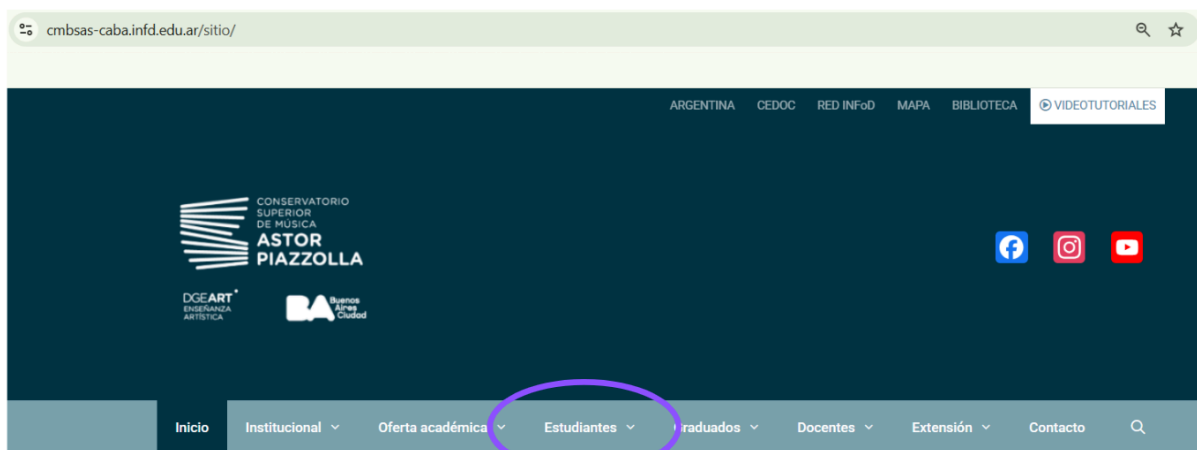 cmbsas-caba.infd.edu.ar/sitio/
ARGENTINA CEDOC RED INFoD MAPA BIBLIOTECA VIDEOTUTORIALES
CONSERVATORIO
SUPERIOR
DE MÚSICA
ASTOR
PIAZZOLLA
DGEART
ENSEÑANZA
ARTÍSTICA
BA Buenos
Aires
Ciudad
Inicio Institucional Oferta académica Estudiantes Graduados Docentes Extensión Contacto